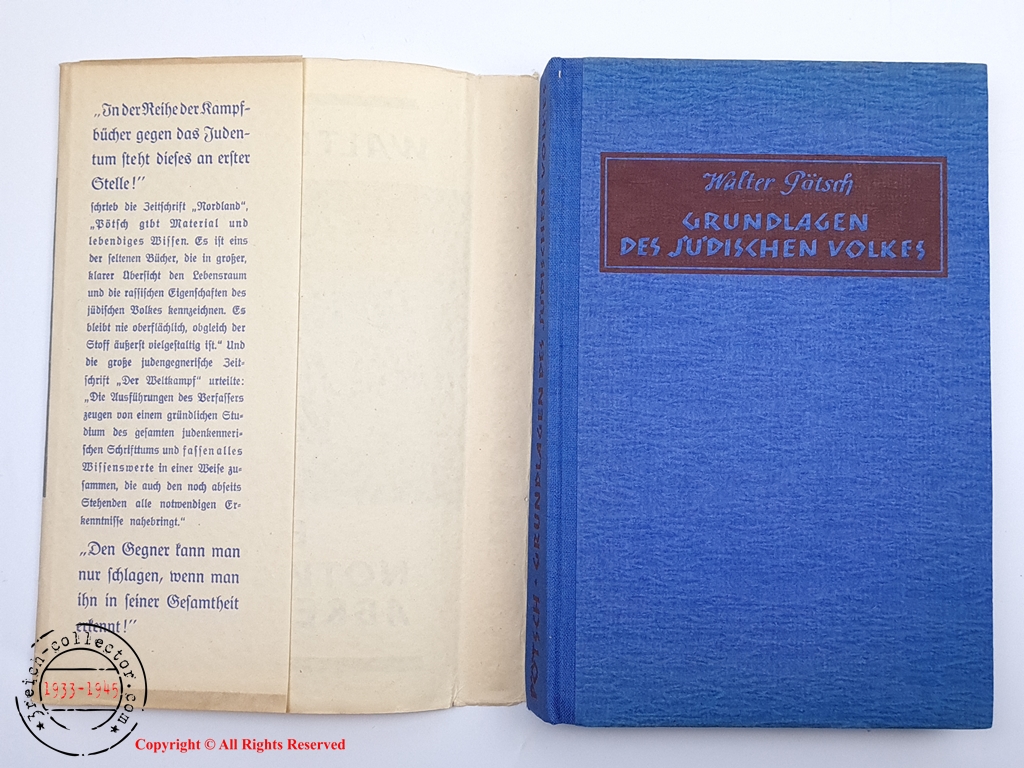 „In der Reihe der Kampf-
bücher gegen das Juden-
tum steht dieses an erster
Stelle!“
schrieb die Zeitschrift „Nordland“,
„Pötsch gibt Material und
lebendiges Wissen. Es ist eins
der seltenen Bücher, die in großer,
klarer Übersicht den Lebensraum
und die rassischen Eigenschaften des
jüdischen Volkes kennzeichnen. Es
bleibt nie oberflächlich, obgleich der
Stoff äußerst vielgestaltig ist.“ Und
die große judengegnerische Zeit-
schrift „Der Weltkampf“ urteilte:
„Die Ausführungen des Verfassers
zeugen von einem gründlichen Stu-
dium des gesamten judenkenneri-
schen Schrifttums und fassen alles
Wissenswerte in einer Weise zu-
sammen, die auch den noch abseits
Stehenden alle notwendigen Er-
kenntnisse nahebringt.“
„Den Gegner kann man
nur schlagen, wenn man
ihn in seiner Gesamtheit
erkennt!“
PÖTSCH · GRUNDLAGEN DES JÜDISCHEN VOLKES
Walter Pötsch
GRUNDLAGEN
DES JÜDISCHEN VOLKES
3reich-collector.com
1933-1945
Copyright © All Rights Reserved